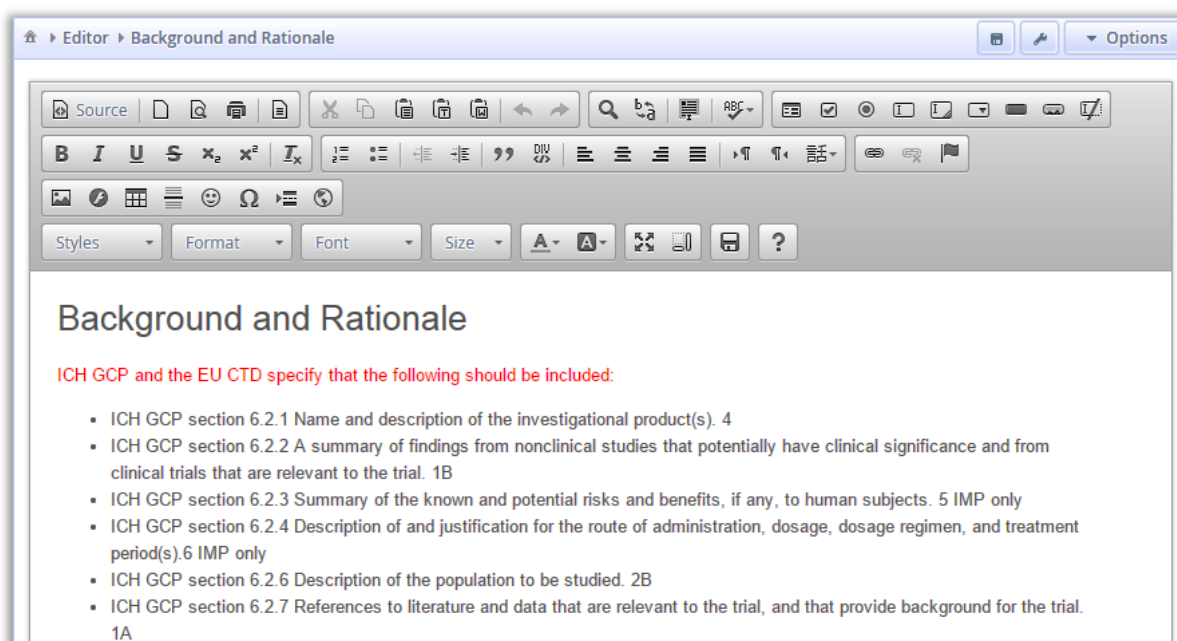 Editor Background and Rationale
Options
Source
ABC
B I U S x₂ x² Tx
DIV
Styles Format Font Size A A ?
Background and Rationale
ICH GCP and the EU CTD specify that the following should be included:
ICH GCP section 6.2.1 Name and description of the investigational product(s). 4
ICH GCP section 6.2.2 A summary of findings from nonclinical studies that potentially have clinical significance and from
clinical trials that are relevant to the trial. 1B
ICH GCP section 6.2.3 Summary of the known and potential risks and benefits, if any, to human subjects. 5 IMP only
ICH GCP section 6.2.4 Description of and justification for the route of administration, dosage, dosage regimen, and treatment
period(s).6 IMP only
ICH GCP section 6.2.6 Description of the population to be studied. 2B
ICH GCP section 6.2.7 References to literature and data that are relevant to the trial, and that provide background for the trial.
1A